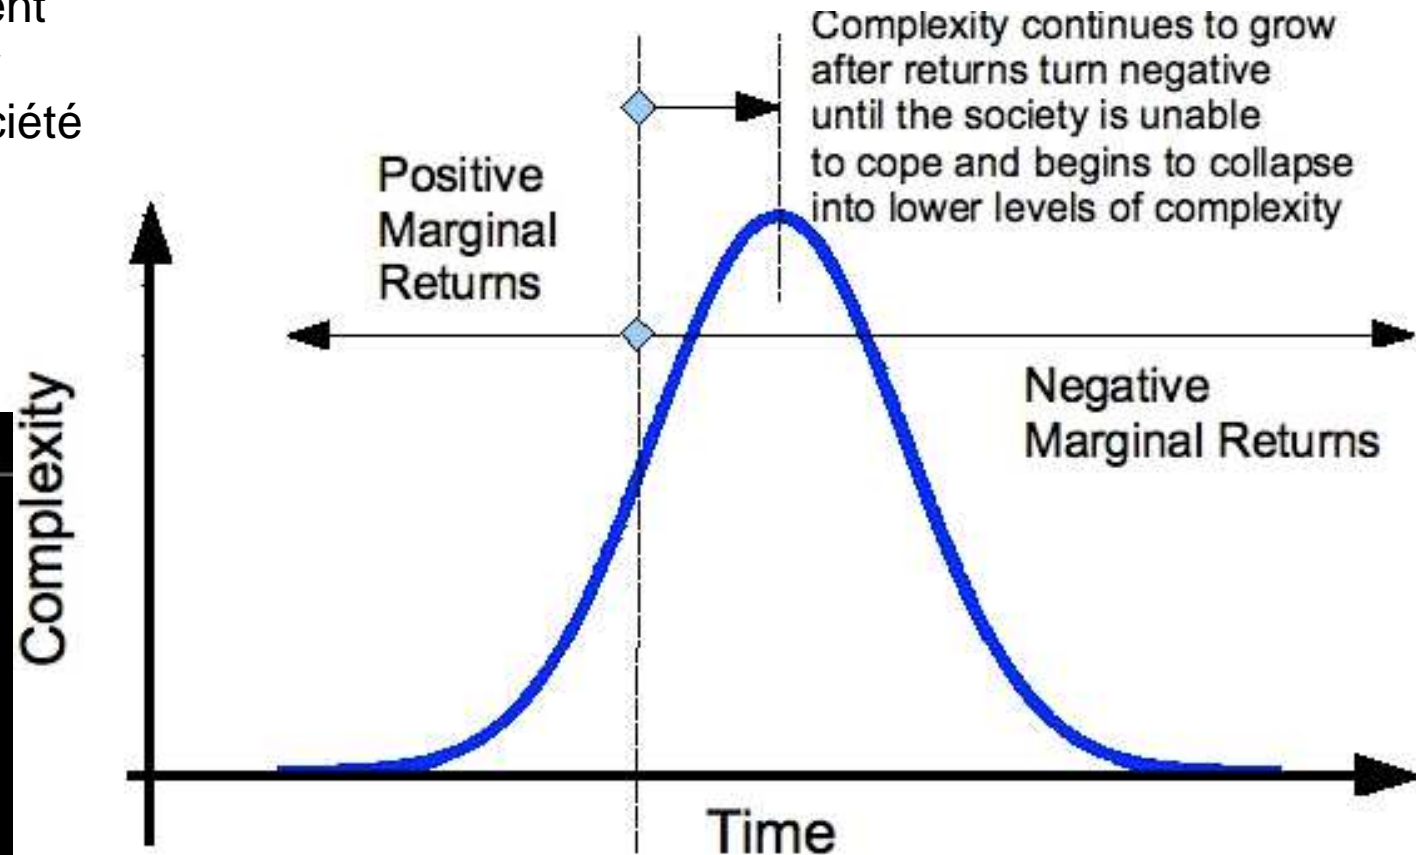 ciété
Complexity continues to grow
after returns turn negative
until the society is unable
to cope and begins to collapse
into lower levels of complexity
Positive
Marginal
Returns
Negative
Marginal Returns
Complexity
Time